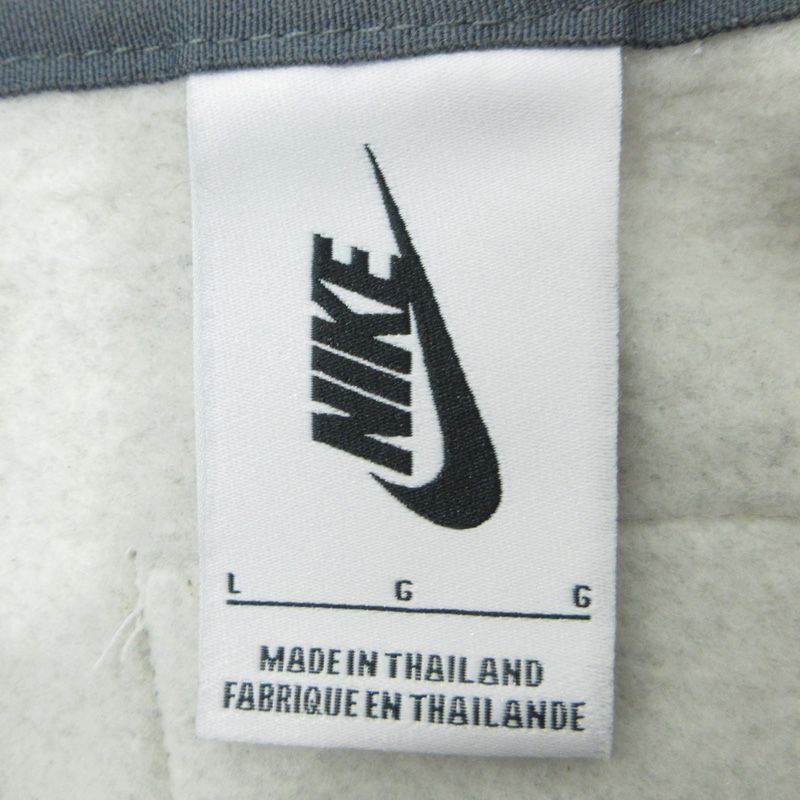 NIKE
L G G
MADE IN THAILAND
FABRIQUE EN THAILANDE